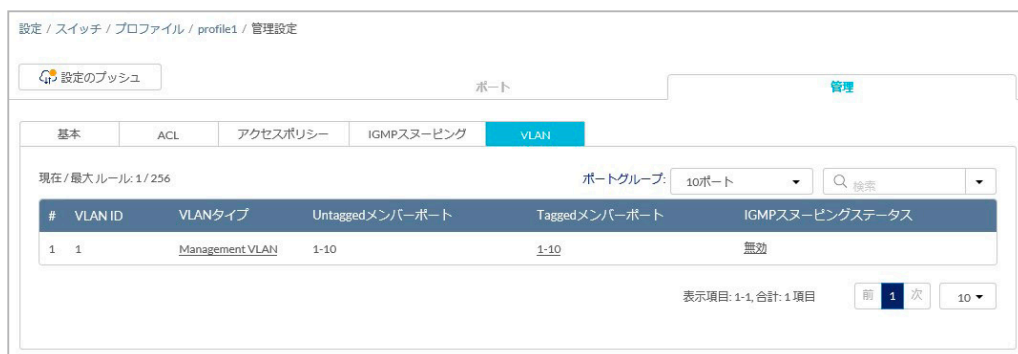 設定 / スイッチ / プロファイル / profile1 / 管理設定
設定のプッシュ
ポート
管理
基本 ACL アクセスポリシー IGMPスヌーピング VLAN
現在 / 最大 ルール: 1 / 256 ポートグループ: 10ポート 検索
# VLAN ID VLANタイプ Untaggedメンバーポート Taggedメンバーポート IGMPスヌーピングステータス
1 1 Management VLAN 1-10 1-10 無効
表示項目: 1-1, 合計: 1 項目 前 1 次 10